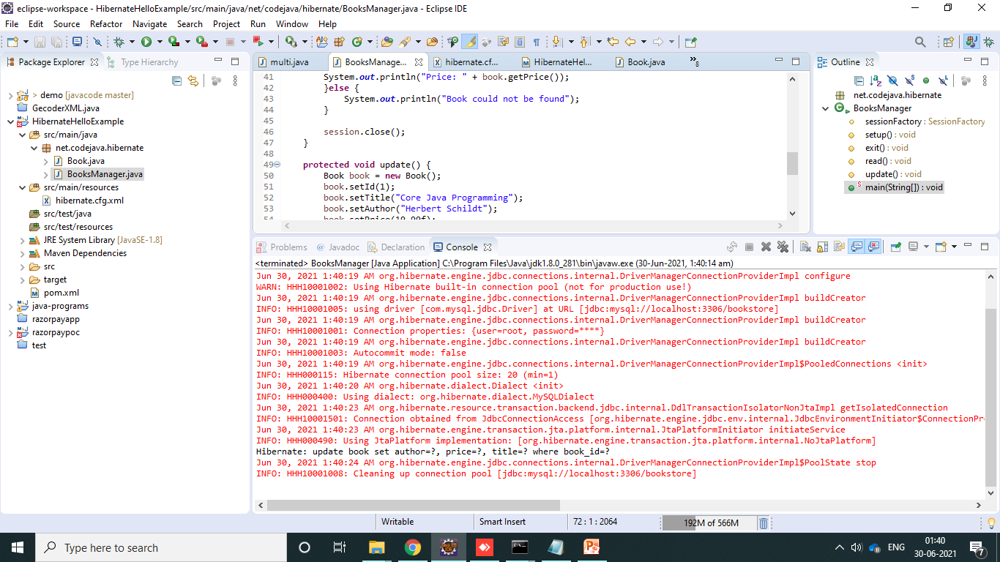 eclipse-workspace - HibernateHelloExample/src/main/java/net/codejava/hibernate/BooksManager.java - Eclipse IDE
File Edit Source Refactor Navigate Search Project Run Window Help
Package Explorer Type Hierarchy
> demo [javacode master]
GecoderXML.java
HibernateHelloExample
src/main/java
net.codejava.hibernate
Book.java
BooksManager.java
src/main/resources
hibernate.cfg.xml
src/test/java
src/test/resources
JRE System Library [JavaSE-1.8]
Maven Dependencies
src
target
pom.xml
java-programs
razorpayapp
razorpaypoc
test
multi.java BooksManage... hibernate.cf... HibernateHel... Book.java »8
41 System.out.println("Price: " + book.getPrice());
42 }else {
43 System.out.println("Book could not be found");
44 }
45
46 session.close();
47 }
48
49 protected void update() {
50 Book book = new Book();
51 book.setId(1);
52 book.setTitle("Core Java Programming");
53 book.setAuthor("Herbert Schildt");
54 book.setPrice(19.99f);
Outline
net.codejava.hibernate
BooksManager
sessionFactory : SessionFactory
setup() : void
exit() : void
read() : void
update() : void
main(String[]) : void
Problems Javadoc Declaration Console
<terminated> BooksManager [Java Application] C:\Program Files\Java\jdk1.8.0_281\bin\javaw.exe (30-Jun-2021, 1:40:14 am)
Jun 30, 2021 1:40:19 AM org.hibernate.engine.jdbc.connections.internal.DriverManagerConnectionProviderImpl configure
WARN: HHH10001002: Using Hibernate built-in connection pool (not for production use!)
Jun 30, 2021 1:40:19 AM org.hibernate.engine.jdbc.connections.internal.DriverManagerConnectionProviderImpl buildCreator
INFO: HHH10001005: using driver [com.mysql.jdbc.Driver] at URL [jdbc:mysql://localhost:3306/bookstore]
Jun 30, 2021 1:40:19 AM org.hibernate.engine.jdbc.connections.internal.DriverManagerConnectionProviderImpl buildCreator
INFO: HHH10001001: Connection properties: {user=root, password=****}
Jun 30, 2021 1:40:19 AM org.hibernate.engine.jdbc.connections.internal.DriverManagerConnectionProviderImpl buildCreator
INFO: HHH10001003: Autocommit mode: false
Jun 30, 2021 1:40:19 AM org.hibernate.engine.jdbc.connections.internal.DriverManagerConnectionProviderImpl$PooledConnections <init>
INFO: HHH000115: Hibernate connection pool size: 20 (min=1)
Jun 30, 2021 1:40:20 AM org.hibernate.dialect.Dialect <init>
INFO: HHH000400: Using dialect: org.hibernate.dialect.MySQLDialect
Jun 30, 2021 1:40:23 AM org.hibernate.resource.transaction.backend.jdbc.internal.DdlTransactionIsolatorNonJtaImpl getIsolatedConnection
INFO: HHH10001501: Connection obtained from JdbcConnectionAccess [org.hibernate.engine.jdbc.env.internal.JdbcEnvironmentInitiator$ConnectionPr
Jun 30, 2021 1:40:23 AM org.hibernate.engine.transaction.jta.platform.internal.JtaPlatformInitiator initiateService
INFO: HHH000490: Using JtaPlatform implementation: [org.hibernate.engine.transaction.jta.platform.internal.NoJtaPlatform]
Hibernate: update book set author=?, price=?, title=? where book_id=?
Jun 30, 2021 1:40:24 AM org.hibernate.engine.jdbc.connections.internal.DriverManagerConnectionProviderImpl$PoolState stop
INFO: HHH10001008: Cleaning up connection pool [jdbc:mysql://localhost:3306/bookstore]
Writable Smart Insert 72 : 1 : 2064 192M of 566M
Type here to search
ENG
01:40
30-06-2021
7